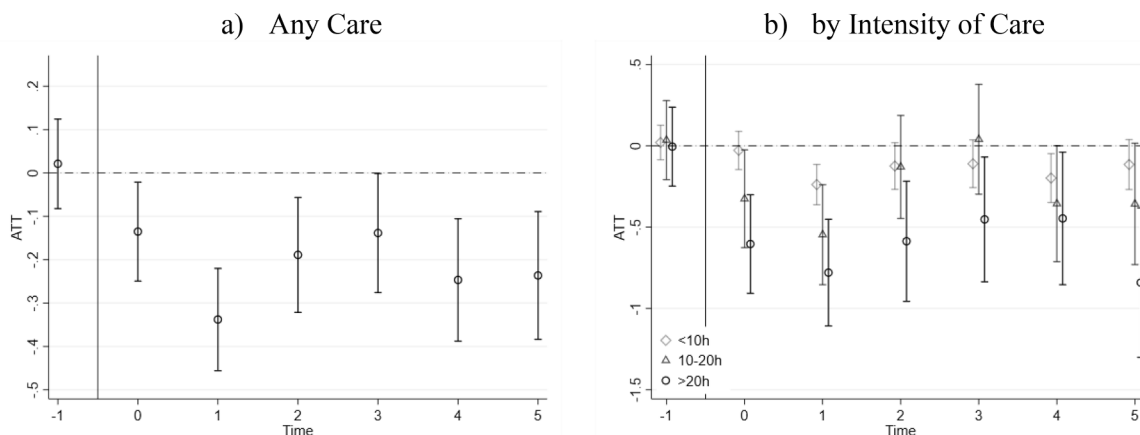 a) Any Care
b) by Intensity of Care
ATT
.2
.1
0
-.1
-.2
-.3
-.4
-.5
-1 0 1 2 3 4 5
Time
ATT
.5
0
-.5
-1
-1.5
<10h
10-20h
>20h
-1 0 1 2 3 4 5
Time